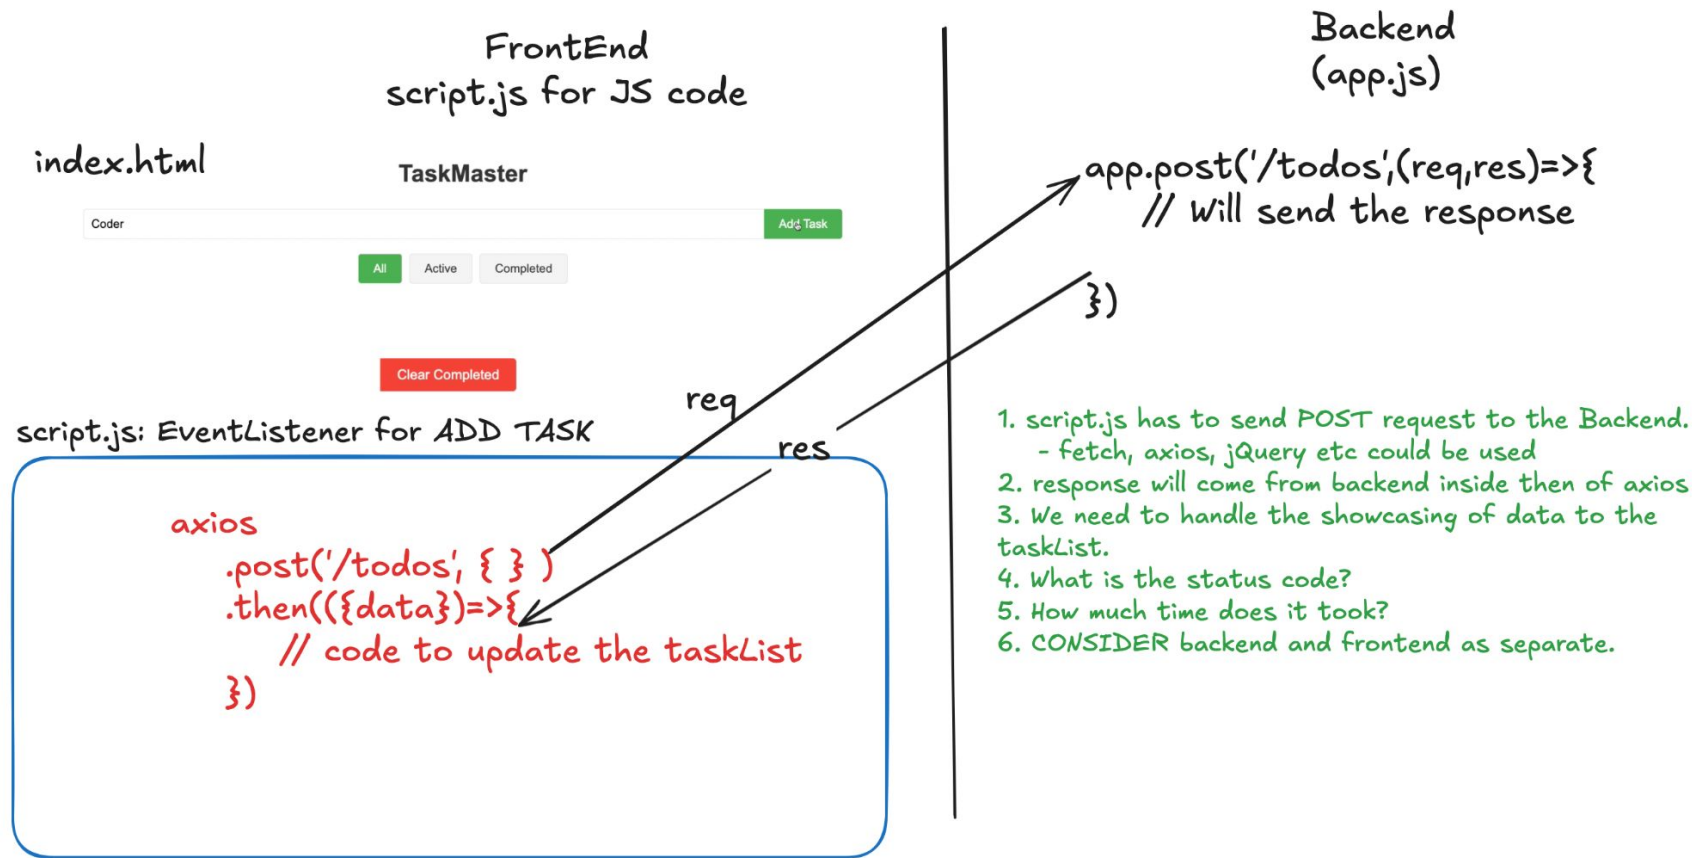 FrontEnd
script.js for JS code
index.html
TaskMaster
Coder
Add Task
All
Active
Completed
Clear Completed
script.js: EventListener for ADD TASK
axios
.post('/todos', { } )
.then(({data})=>{
// code to update the taskList
})
req
res
Backend
(app.js)
app.post('/todos',(req,res)=>{
// Will send the response
})
1. script.js has to send POST request to the Backend.
- fetch, axios, jQuery etc could be used
2. response will come from backend inside then of axios
3. We need to handle the showcasing of data to the
taskList.
4. What is the status code?
5. How much time does it took?
6. CONSIDER backend and frontend as separate.